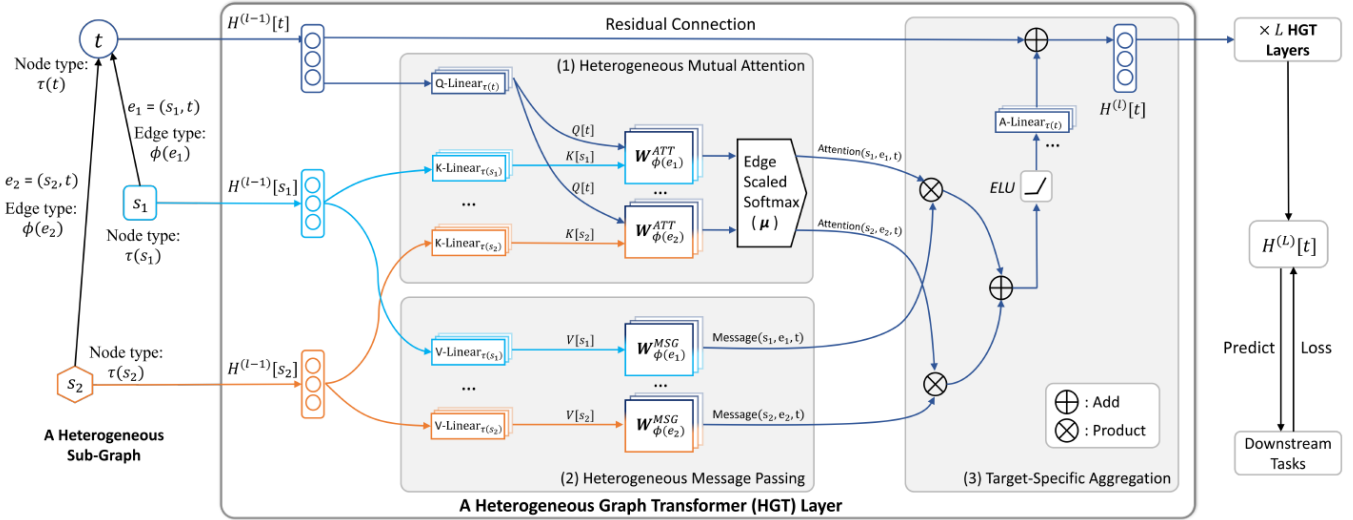 t
Node type:
τ(t)
e₁ = (s₁, t)
Edge type:
ϕ(e₁)
e₂ = (s₂, t)
Edge type:
ϕ(e₂)
s₁
Node type:
τ(s₁)
Node type:
τ(s₂)
s₂
A Heterogeneous
Sub-Graph
H⁽ˡ⁻¹⁾[t]
H⁽ˡ⁻¹⁾[s₁]
H⁽ˡ⁻¹⁾[s₂]
Residual Connection
(1) Heterogeneous Mutual Attention
Q-Linear_τ(t)
Q[t]
K-Linear_τ(s₁)
K[s₁]
...
Q[t]
K-Linear_τ(s₂)
K[s₂]
W^ATT_ϕ(e₁)
...
W^ATT_ϕ(e₂)
Edge
Scaled
Softmax
(μ)
Attention(s₁, e₁, t)
Attention(s₂, e₂, t)
V-Linear_τ(s₁)
V[s₁]
W^MSG_ϕ(e₁)
Message(s₁, e₁, t)
...
...
V-Linear_τ(s₂)
V[s₂]
W^MSG_ϕ(e₂)
Message(s₂, e₂, t)
(2) Heterogeneous Message Passing
H⁽ˡ⁾[t]
A-Linear_τ(t)
...
ELU
: Add
: Product
(3) Target-Specific Aggregation
A Heterogeneous Graph Transformer (HGT) Layer
× L HGT
Layers
H⁽ᴸ⁾[t]
Predict
Loss
Downstream
Tasks